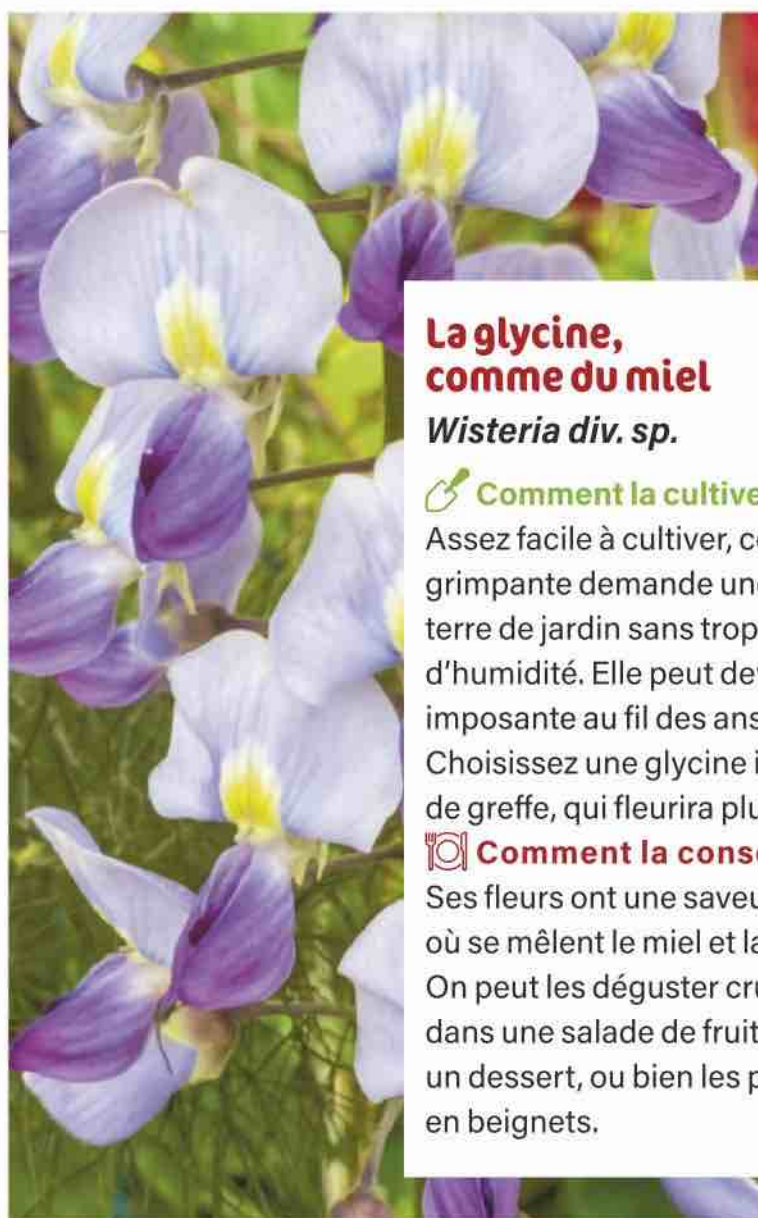 La glycine,
comme du miel
Wisteria div. sp.
Comment la
Assez facile à cultiver,
grimpante demande
terre de jardin sans trop
d'humidité. Elle peut
imposante au fil des ans
Choisissez une glycine
de greffe, qui fleurira
Comment la
Ses fleurs ont une
où se mêlent le miel et
On peut les déguster
dans une salade de
un dessert, ou bien les
en beignets.